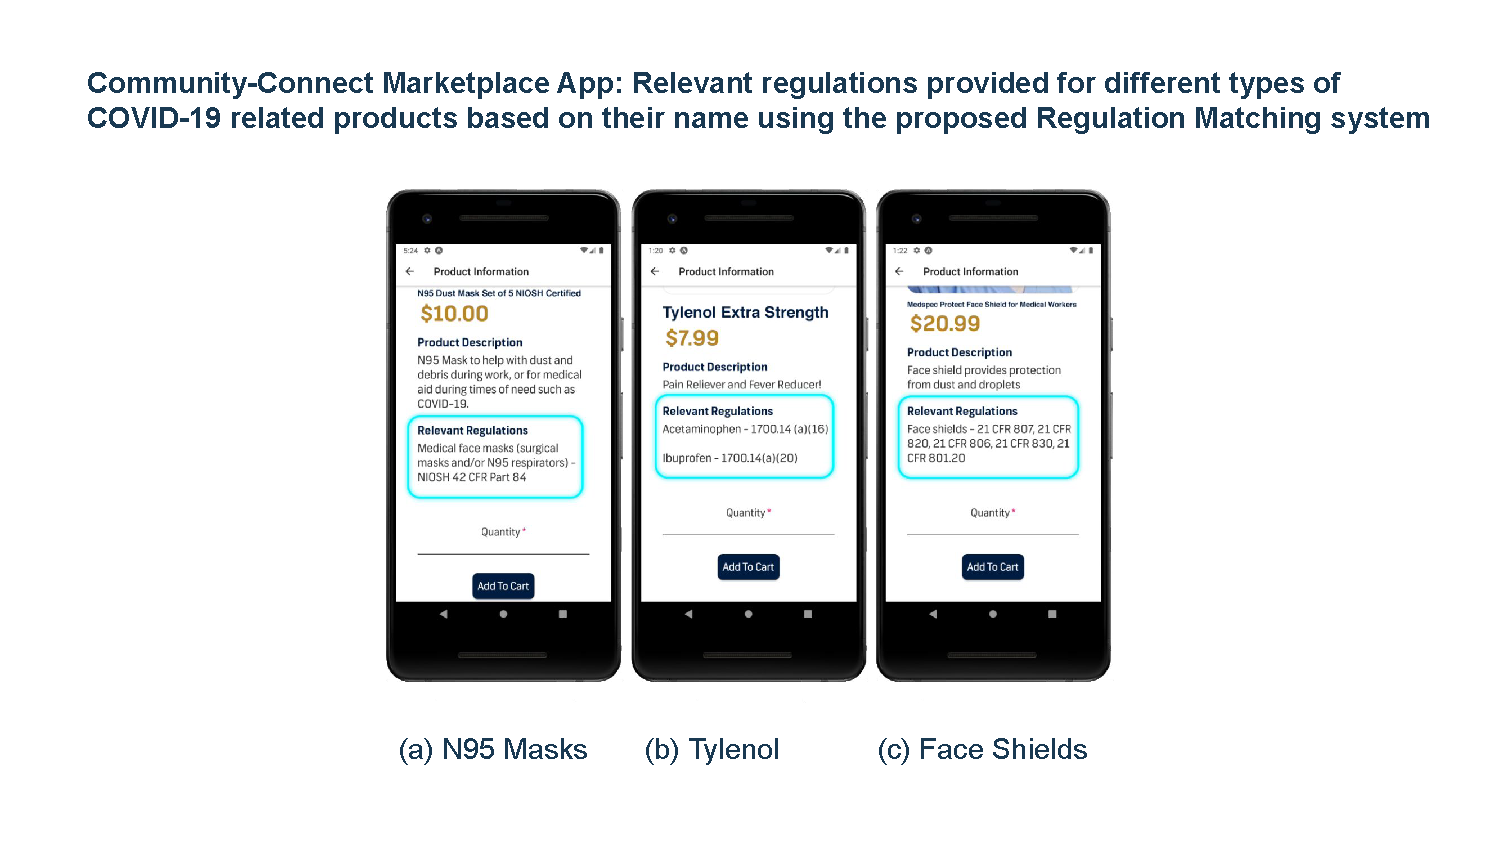 Community-Connect Marketplace App: Relevant regulations provided for different types of
COVID-19 related products based on their name using the proposed Regulation Matching system
5:24
Product Information
N95 Dust Mask Set of 5 NIOSH Certified
$10.00
Product Description
N95 Mask to help with dust and
debris during work, or for medical
aid during times of need such as
COVID-19.
Relevant Regulations
Medical face masks (surgical
masks and/or N95 respirators) -
NIOSH 42 CFR Part 84
Quantity *
Add To Cart
1:20
Product Information
Tylenol Extra Strength
$7.99
Product Description
Pain Reliever and Fever Reducer!
Relevant Regulations
Acetaminophen - 1700.14 (a)(16)
Ibuprofen - 1700.14(a)(20)
Quantity *
Add To Cart
1:22
Product Information
Medspec Protect Face Shield for Medical Workers
$20.99
Product Description
Face shield provides protection
from dust and droplets
Relevant Regulations
Face shields - 21 CFR 807, 21 CFR
820, 21 CFR 806, 21 CFR 830, 21
CFR 801.20
Quantity *
Add To Cart
(a) N95 Masks
(b) Tylenol
(c) Face Shields